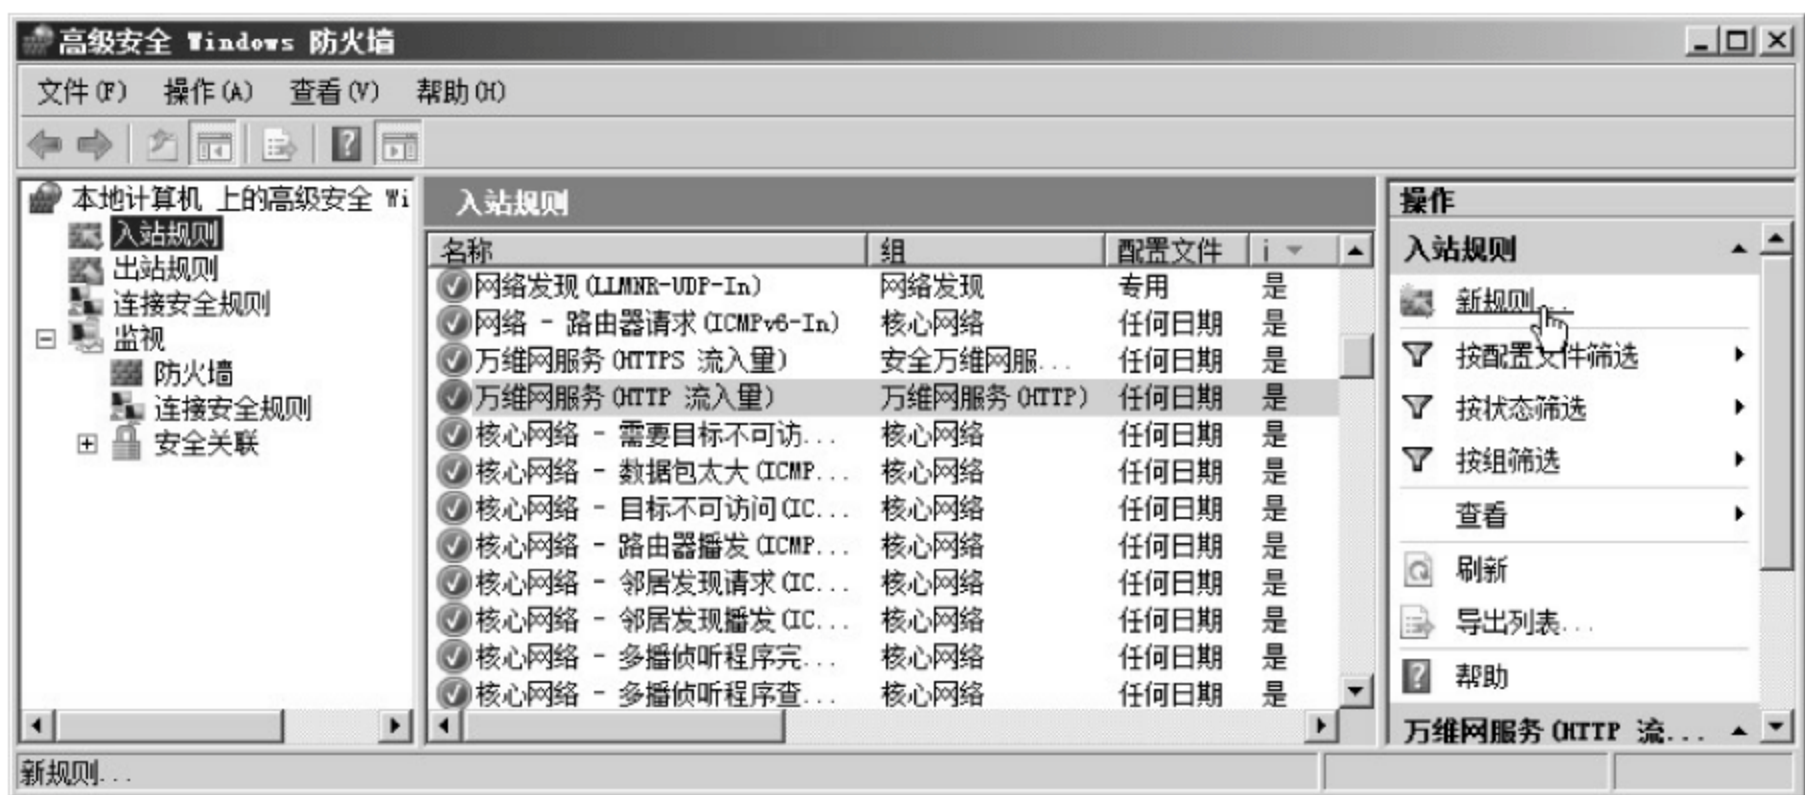 高级安全 Windows 防火墙
文件(F) 操作(A) 查看(V) 帮助(H)
本地计算机 上的高级安全 Wi
入站规则
出站规则
连接安全规则
监视
防火墙
连接安全规则
安全关联
入站规则
名称 组 配置文件 i
网络发现(LLMNR-UDP-In) 网络发现 专用 是
网络 - 路由器请求(ICMPv6-In) 核心网络 任何日期 是
万维网服务(HTTPS 流入量) 安全万维网服... 任何日期 是
万维网服务(HTTP 流入量) 万维网服务(HTTP) 任何日期 是
核心网络 - 需要目标不可访... 核心网络 任何日期 是
核心网络 - 数据包太大(ICMP... 核心网络 任何日期 是
核心网络 - 目标不可访问(IC... 核心网络 任何日期 是
核心网络 - 路由器播发(ICMP... 核心网络 任何日期 是
核心网络 - 邻居发现请求(IC... 核心网络 任何日期 是
核心网络 - 邻居发现播发(IC... 核心网络 任何日期 是
核心网络 - 多播侦听程序完... 核心网络 任何日期 是
核心网络 - 多播侦听程序查... 核心网络 任何日期 是
操作
入站规则
新规则...
按配置文件筛选
按状态筛选
按组筛选
查看
刷新
导出列表...
帮助
万维网服务(HTTP 流...
新规则...